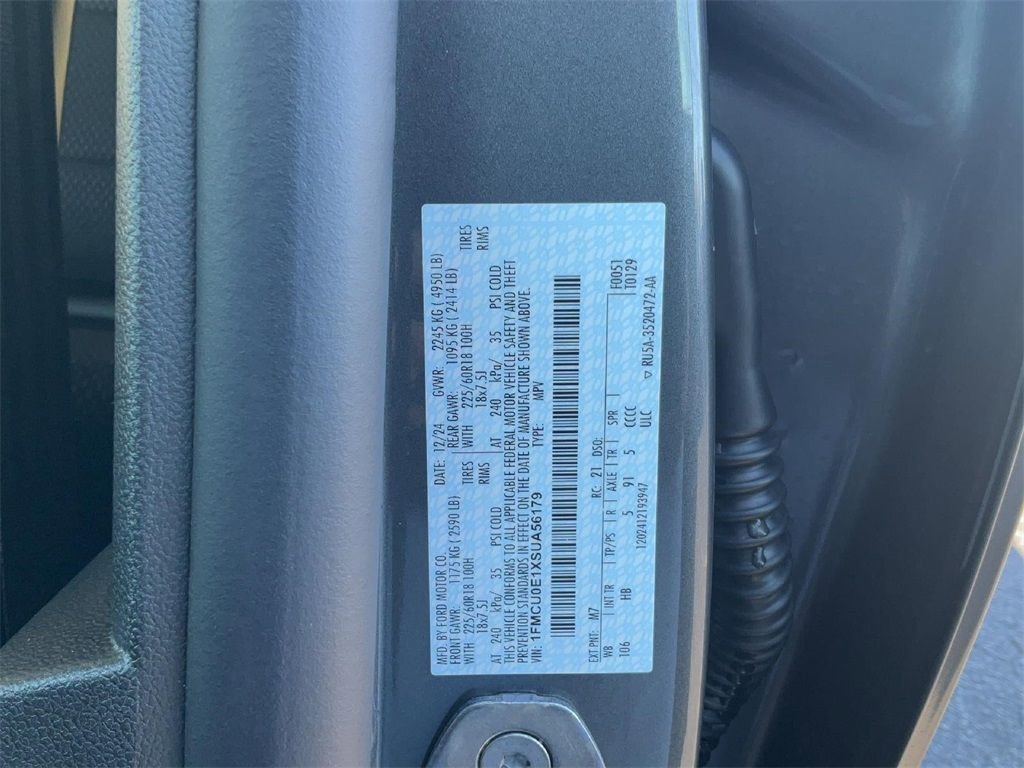 MFD. BY FORD MOTOR CO. DATE: 12/24 GVWR: 2245 KG ( 4950 LB)
FRONT GAWR: 1175 KG ( 2590 LB) REAR GAWR: 1095 KG ( 2414 LB)
WITH 225/60R18 100H TIRES WITH 225/60R18 100H TIRES
18x7.5J RIMS 18x7.5J RIMS
AT 240 kPa/ 35 PSI COLD AT 240 kPa/ 35 PSI COLD
THIS VEHICLE CONFORMS TO ALL APPLICABLE FEDERAL MOTOR VEHICLE SAFETY AND THEFT
PREVENTION STANDARDS IN EFFECT ON THE DATE OF MANUFACTURE SHOWN ABOVE.
VIN: 1FMCU0E1XSUA56179 TYPE: MPV
EXT PNT: M7 RC: 21 DSO: F0051
WB INT TR TP/PS R AXLE TR SPR T0129
106 HB 5 91 5 CCCC
1202412193947 ULC ▽ RU5A-3520472-AA